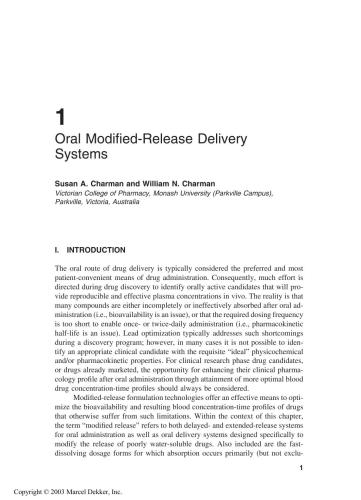 1
Oral Modified-Release Delivery
Systems
Susan A. Charman and William N. Charman
Victorian College of Pharmacy, Monash University (Parkville Campus),
Parkville, Victoria, Australia
I. INTRODUCTION
The oral route of drug delivery is typically considered the preferred and most
patient-convenient means of drug administration. Consequently, much effort is
directed during drug discovery to identify orally active candidates that will pro-
vide reproducible and effective plasma concentrations in vivo. The reality is that
many compounds are either incompletely or ineffectively absorbed after oral ad-
ministration (i.e., bioavailability is an issue), or that the required dosing frequency
is too short to enable once- or twice-daily administration (i.e., pharmacokinetic
half-life is an issue). Lead optimization typically addresses such shortcomings
during a discovery program; however, in many cases it is not possible to iden-
tify an appropriate clinical candidate with the requisite “ideal” physicochemical
and/or pharmacokinetic properties. For clinical research phase drug candidates,
or drugs already marketed, the opportunity for enhancing their clinical pharma-
cology profile after oral administration through attainment of more optimal blood
drug concentration-time profiles should always be considered.
Modified-release formulation technologies offer an effective means to opti-
mize the bioavailability and resulting blood concentration-time profiles of drugs
that otherwise suffer from such limitations. Within the context of this chapter,
the term “modified release” refers to both delayed- and extended-release systems
for oral administration as well as oral delivery systems designed specifically to
modify the release of poorly water-soluble drugs. Also included are the fast-
dissolving dosage forms for which absorption occurs primarily (but not exclu-
1
Copyright © 2003 Marcel Dekker, Inc.